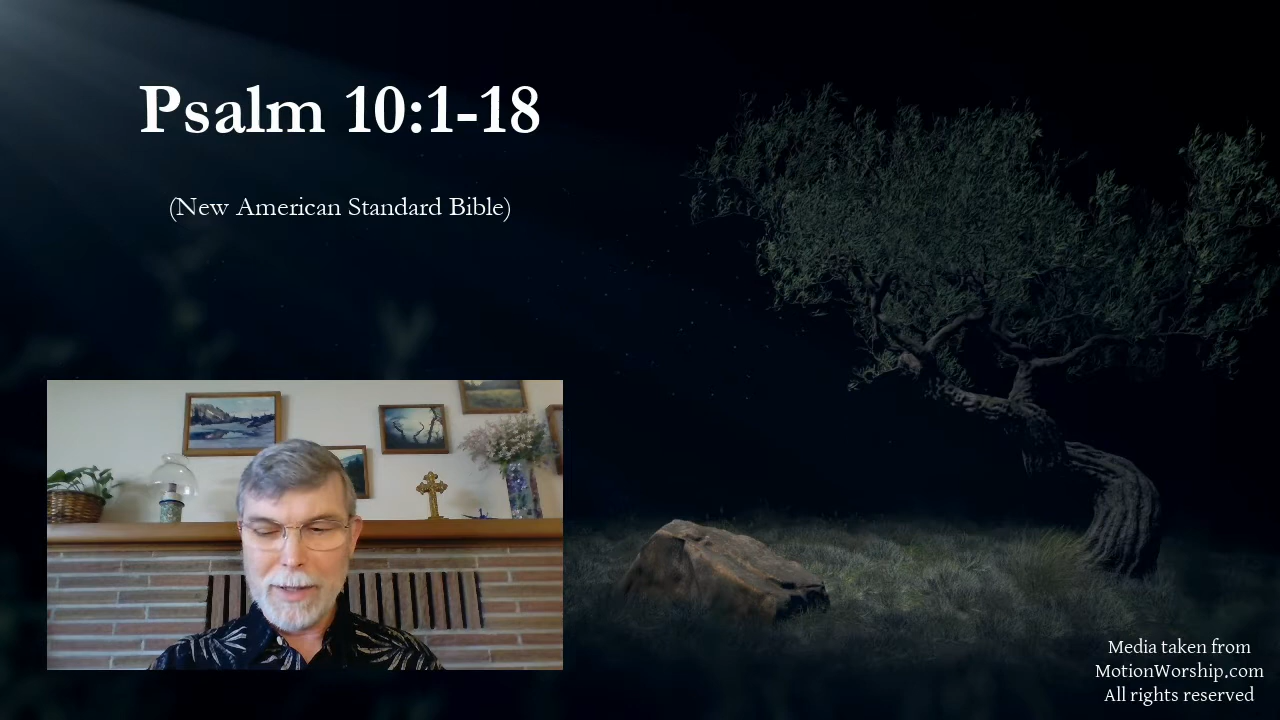 Psalm 10:1-18
(New American Standard Bible)
Media taken from
MotionWorship.com
All rights reserved